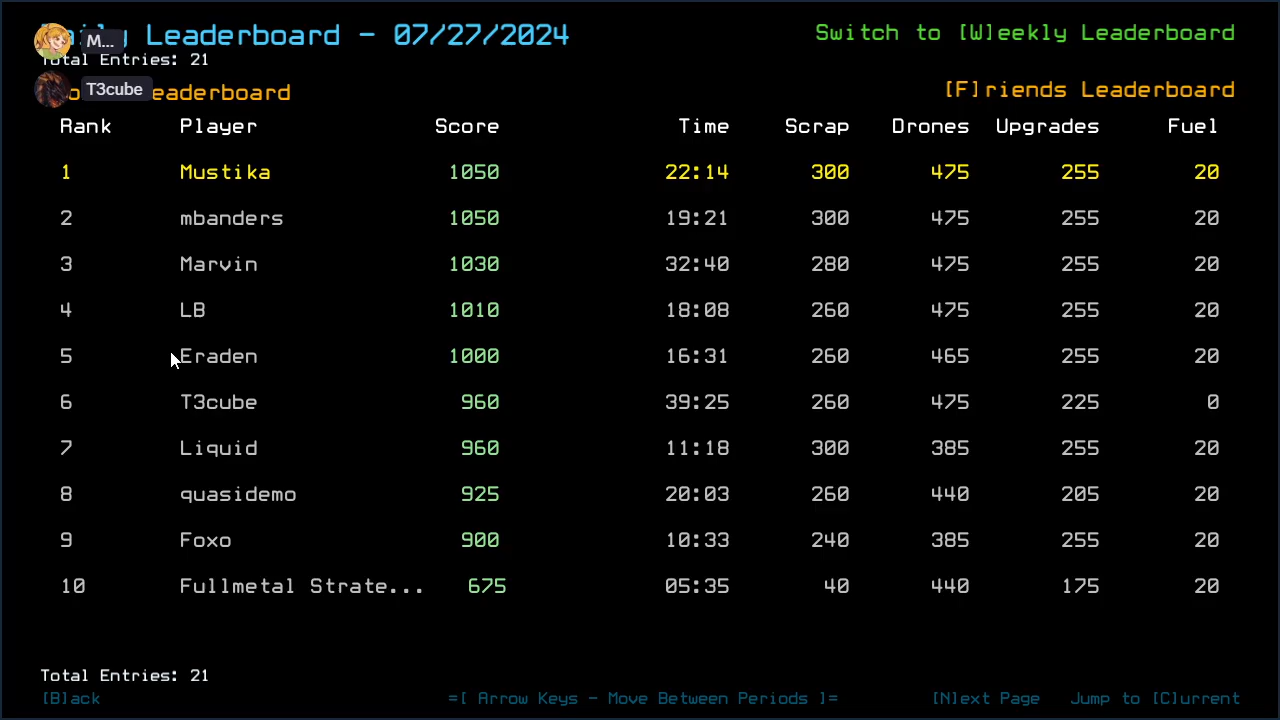 Leaderboard - 07/27/2024
Switch to [W]eekly Leaderboard
M...
Total Entries: 21
T3cube
eaderboard
[F]riends Leaderboard
Rank Player Score Time Scrap Drones Upgrades Fuel
1 Mustika 1050 22:14 300 475 255 20
2 mbanders 1050 19:21 300 475 255 20
3 Marvin 1030 32:40 280 475 255 20
4 LB 1010 18:08 260 475 255 20
5 Eraden 1000 16:31 260 465 255 20
6 T3cube 960 39:25 260 475 225 0
7 Liquid 960 11:18 300 385 255 20
8 quasidemo 925 20:03 260 440 205 20
9 Foxo 900 10:33 240 385 255 20
10 Fullmetal Strate... 675 05:35 40 440 175 20
Total Entries: 21
[B]ack =[ Arrow Keys - Move Between Periods ]= [N]ext Page Jump to [C]urrent